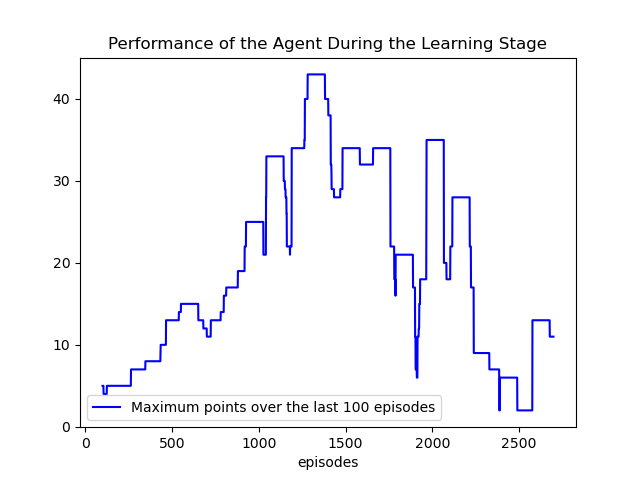 Performance of the Agent During the Learning Stage
40
30
20
10
0
Maximum points over the last 100 episodes
0 500 1000 1500 2000 2500
episodes